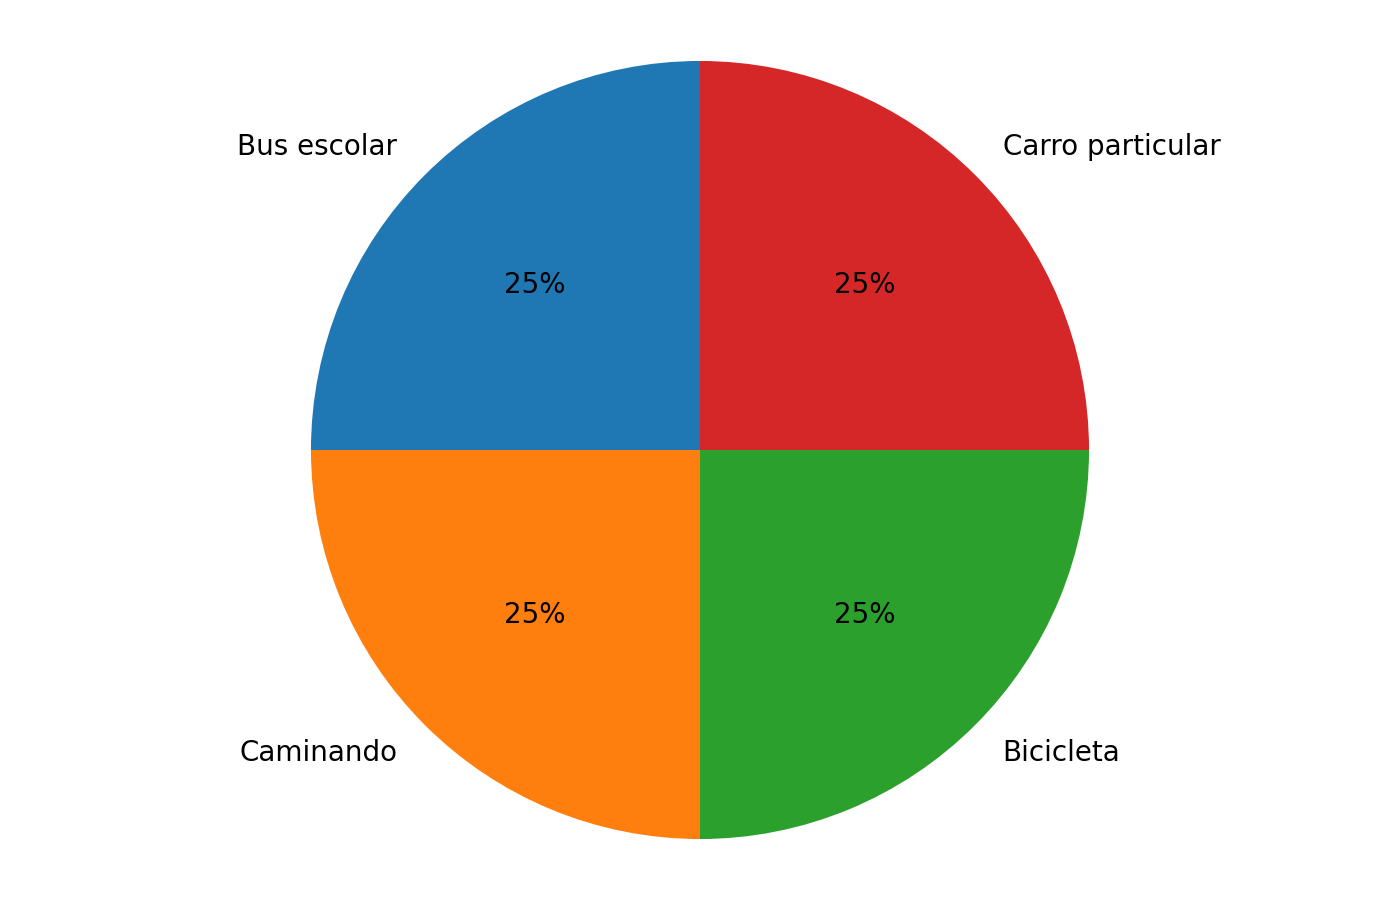 Bus escolar
Carro particular
25%
25%
25%
25%
Caminando
Bicicleta